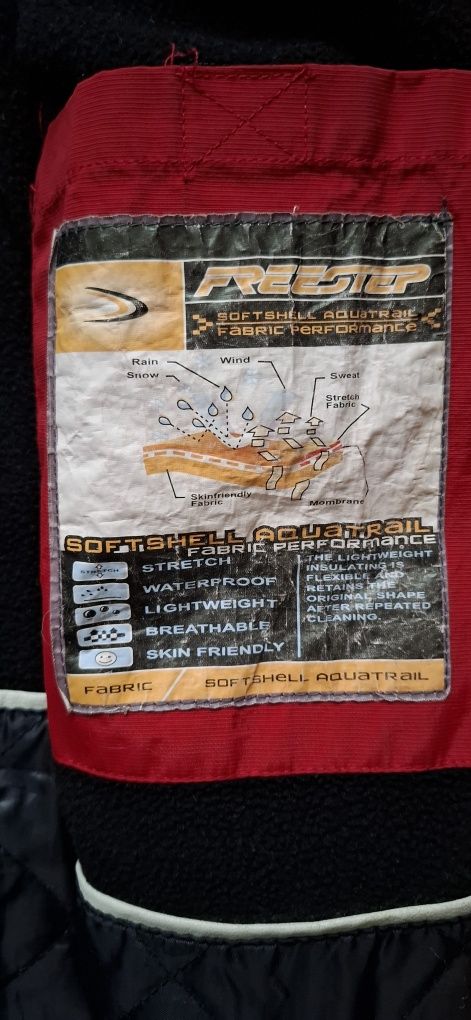 FREESTEP
SOFTSHELL AQUATRAIL
FABRIC PERFORMANCE
Rain
Wind
Snow
Sweat
Stretch
Fabric
Skinfriendly
Fabric
Membrane
SOFTSHELL AQUATRAIL
FABRIC PERFORMANCE
STRETCH
STRETCH
WATERPROOF
LIGHTWEIGHT
BREATHABLE
SKIN FRIENDLY
THE LIGHTWEIGHT
INSULATING IS
FLEXIBLE AND
RETAINS THE
ORIGINAL SHAPE
AFTER REPEATED
CLEANING.
FABRIC / SOFTSHELL AQUATRAIL